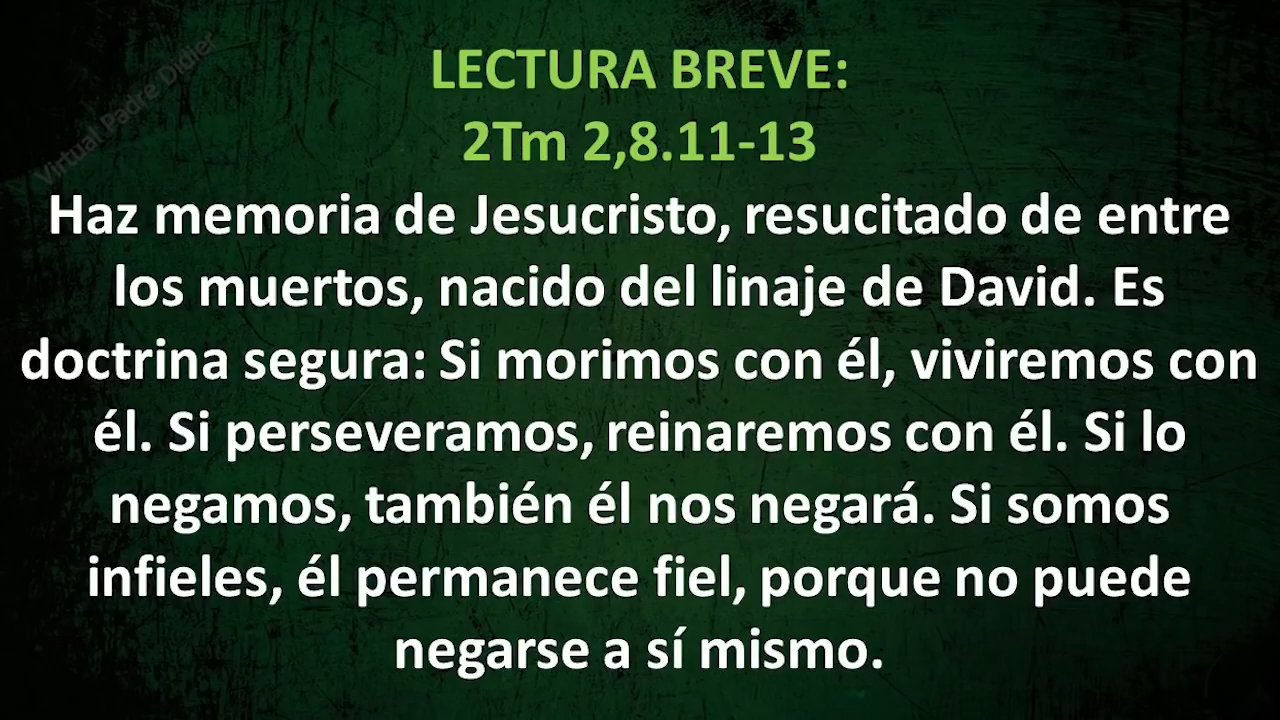 Virtual Padre Didier
LECTURA BREVE:
2Tm 2,8.11-13
Haz memoria de Jesucristo, resucitado de entre
los muertos, nacido del linaje de David. Es
doctrina segura: Si morimos con él, viviremos con
él. Si perseveramos, reinaremos con él. Si lo
negamos, también él nos negará. Si somos
infieles, él permanece fiel, porque no puede
negarse a sí mismo.